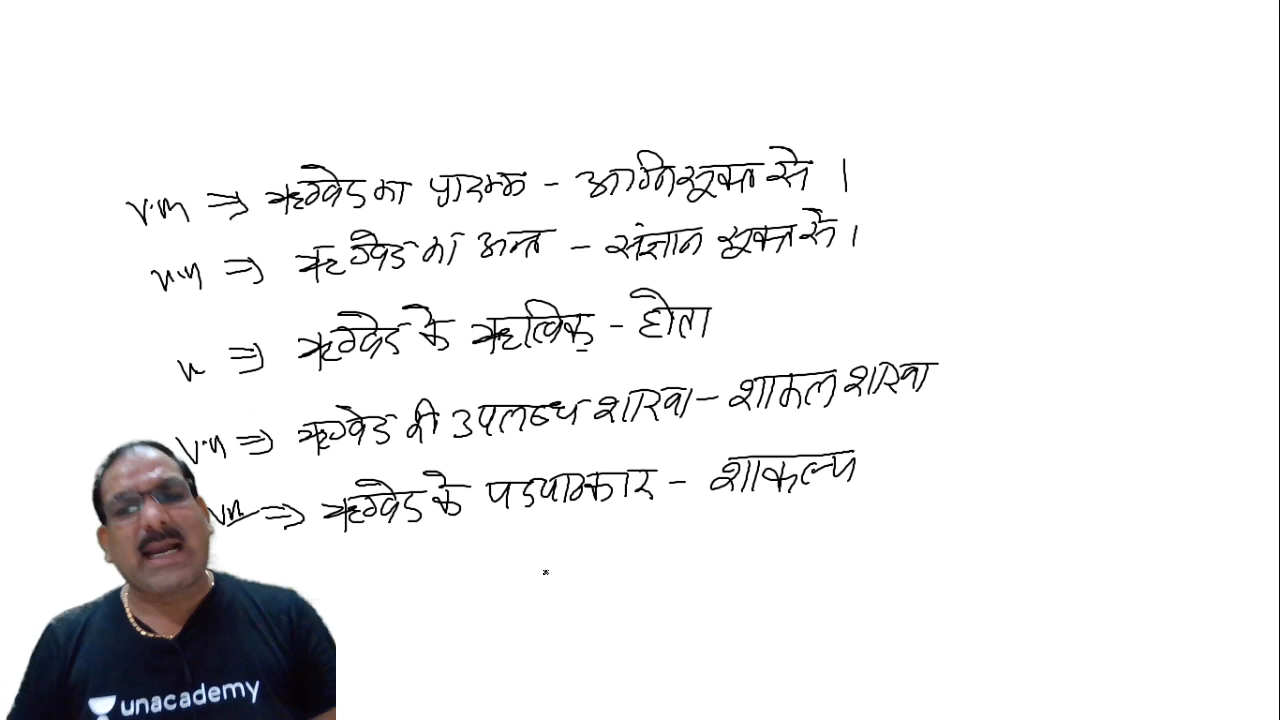 V.M ⇒ ऋग्वेद का प्रारम्भ - अग्निसूक्त से ।
⇒ ऋग्वेद का अन्त - संज्ञान सूक्त से ।
⇒ ऋग्वेद के ऋत्विक् - होता
⇒ ऋग्वेद की उपलब्ध शाखा - शाकल शाखा
⇒ ऋग्वेद के पदपाठकार - शाकल्य
unacademy